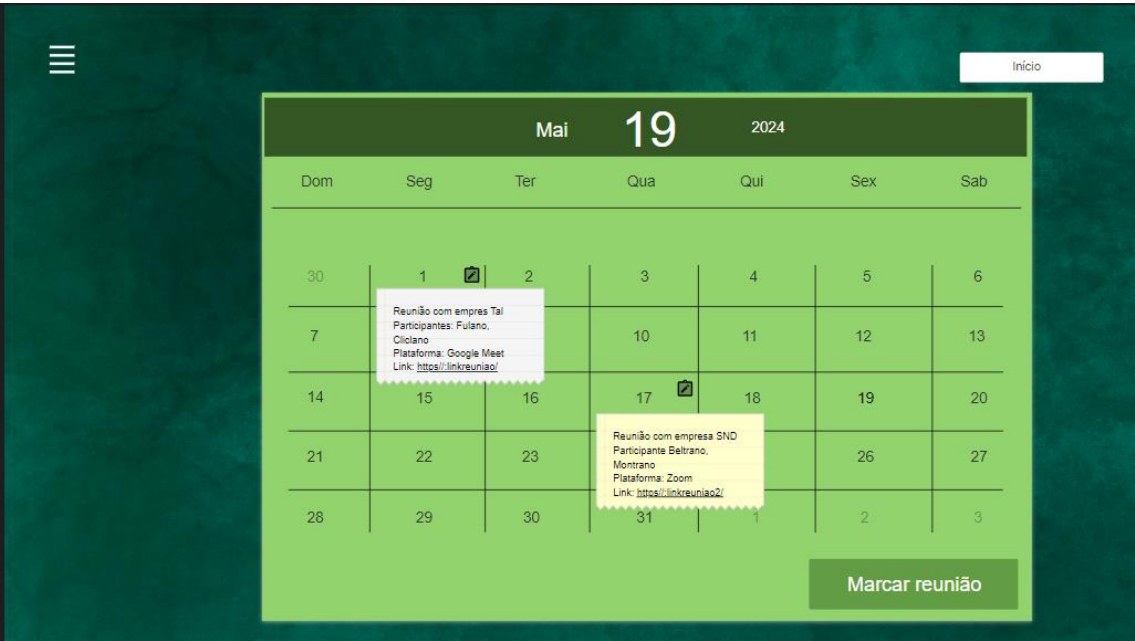 Início
Mai 19 2024
Dom Seg Ter Qua Qui Sex Sab
30 1 2 3 4 5 6
Reunião com empres Tal
Participantes: Fulano,
Cliclano
Plataforma: Google Meet
Link: https//:linkreuniao/
7 10 11 12 13
14 15 16 17 18 19 20
Reunião com empresa SND
Participante Beltrano,
Montrano
Plataforma: Zoom
Link: https//:linkreuniao2/
21 22 23 26 27
28 29 30 31 1 2 3
Marcar reunião